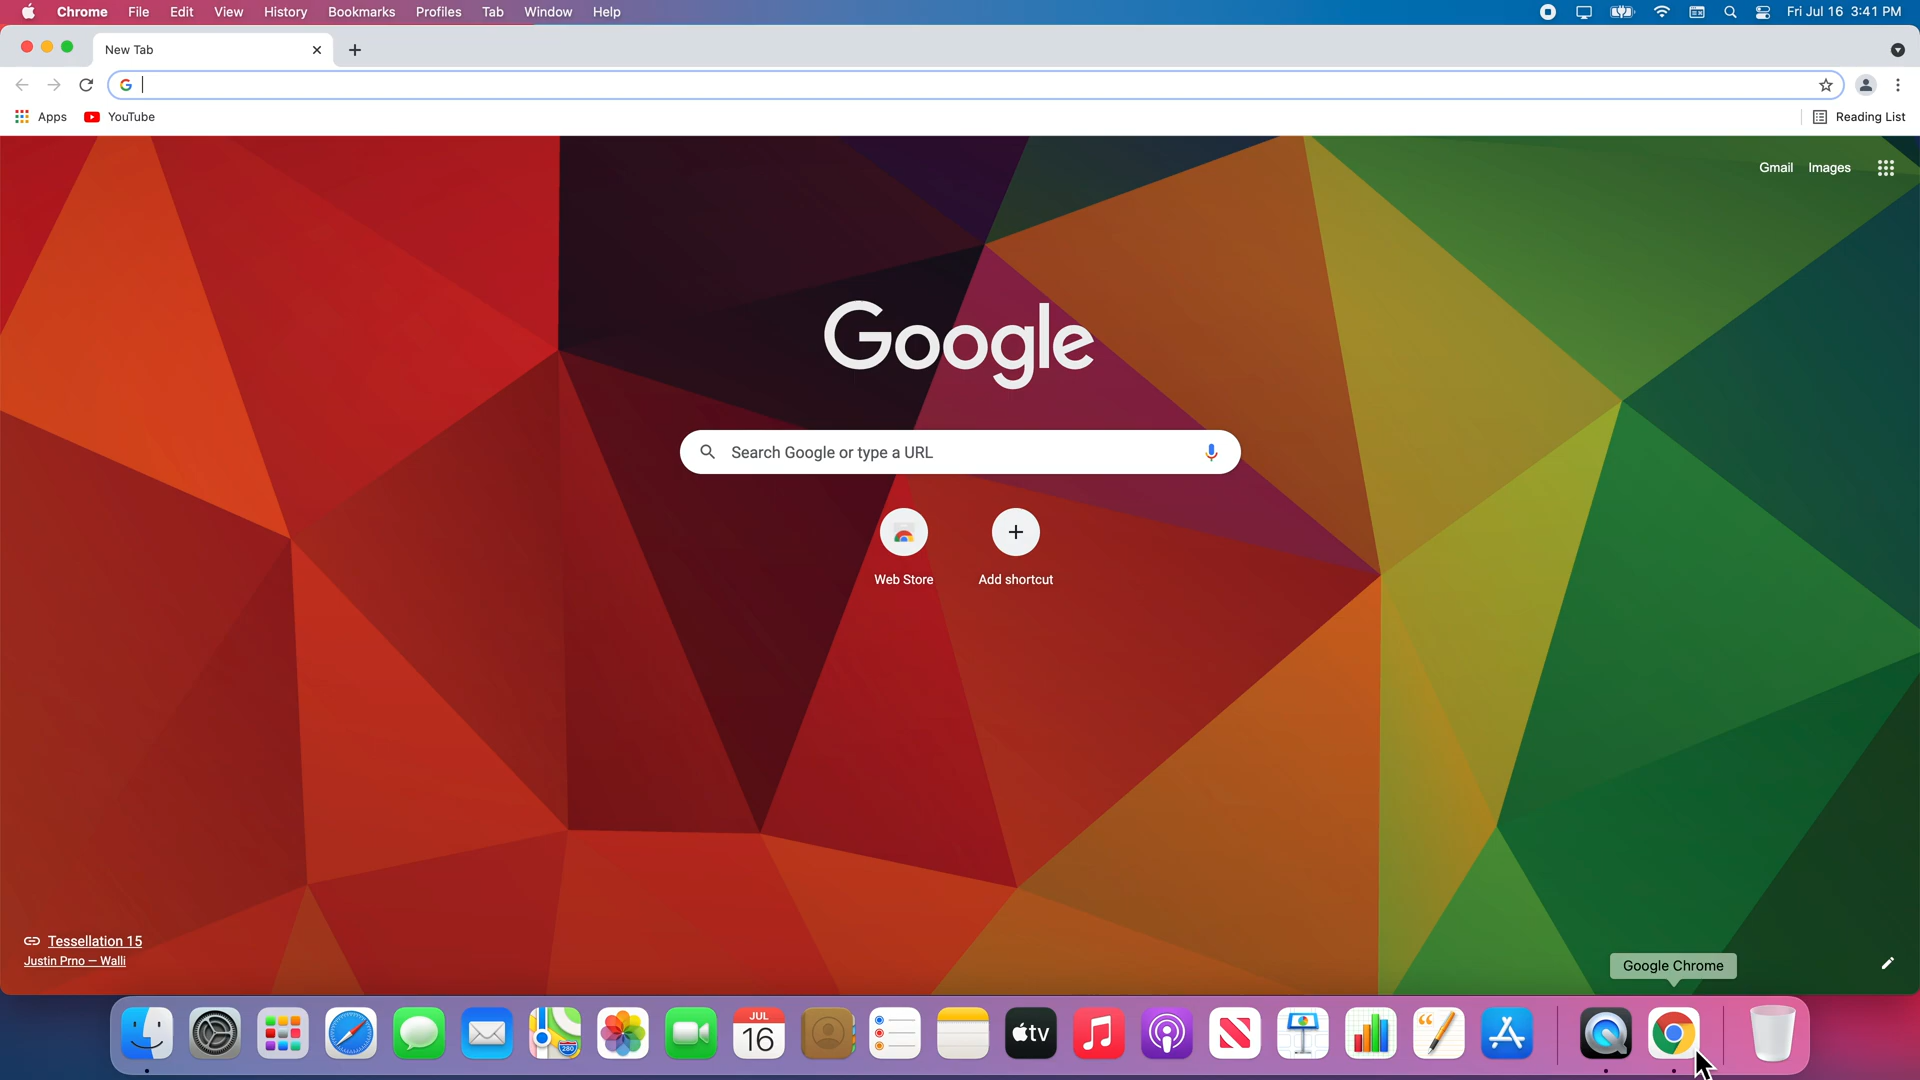 Chrome File Edit View History Bookmarks Profiles Tab Window Help Fri Jul 16 3:41 PM
New Tab
Apps YouTube Reading List
Gmail Images
Google
Search Google or type a URL
Web Store Add shortcut
Tessellation 15
Justin Prno — Walli
Google Chrome
JUL
16
280
tv